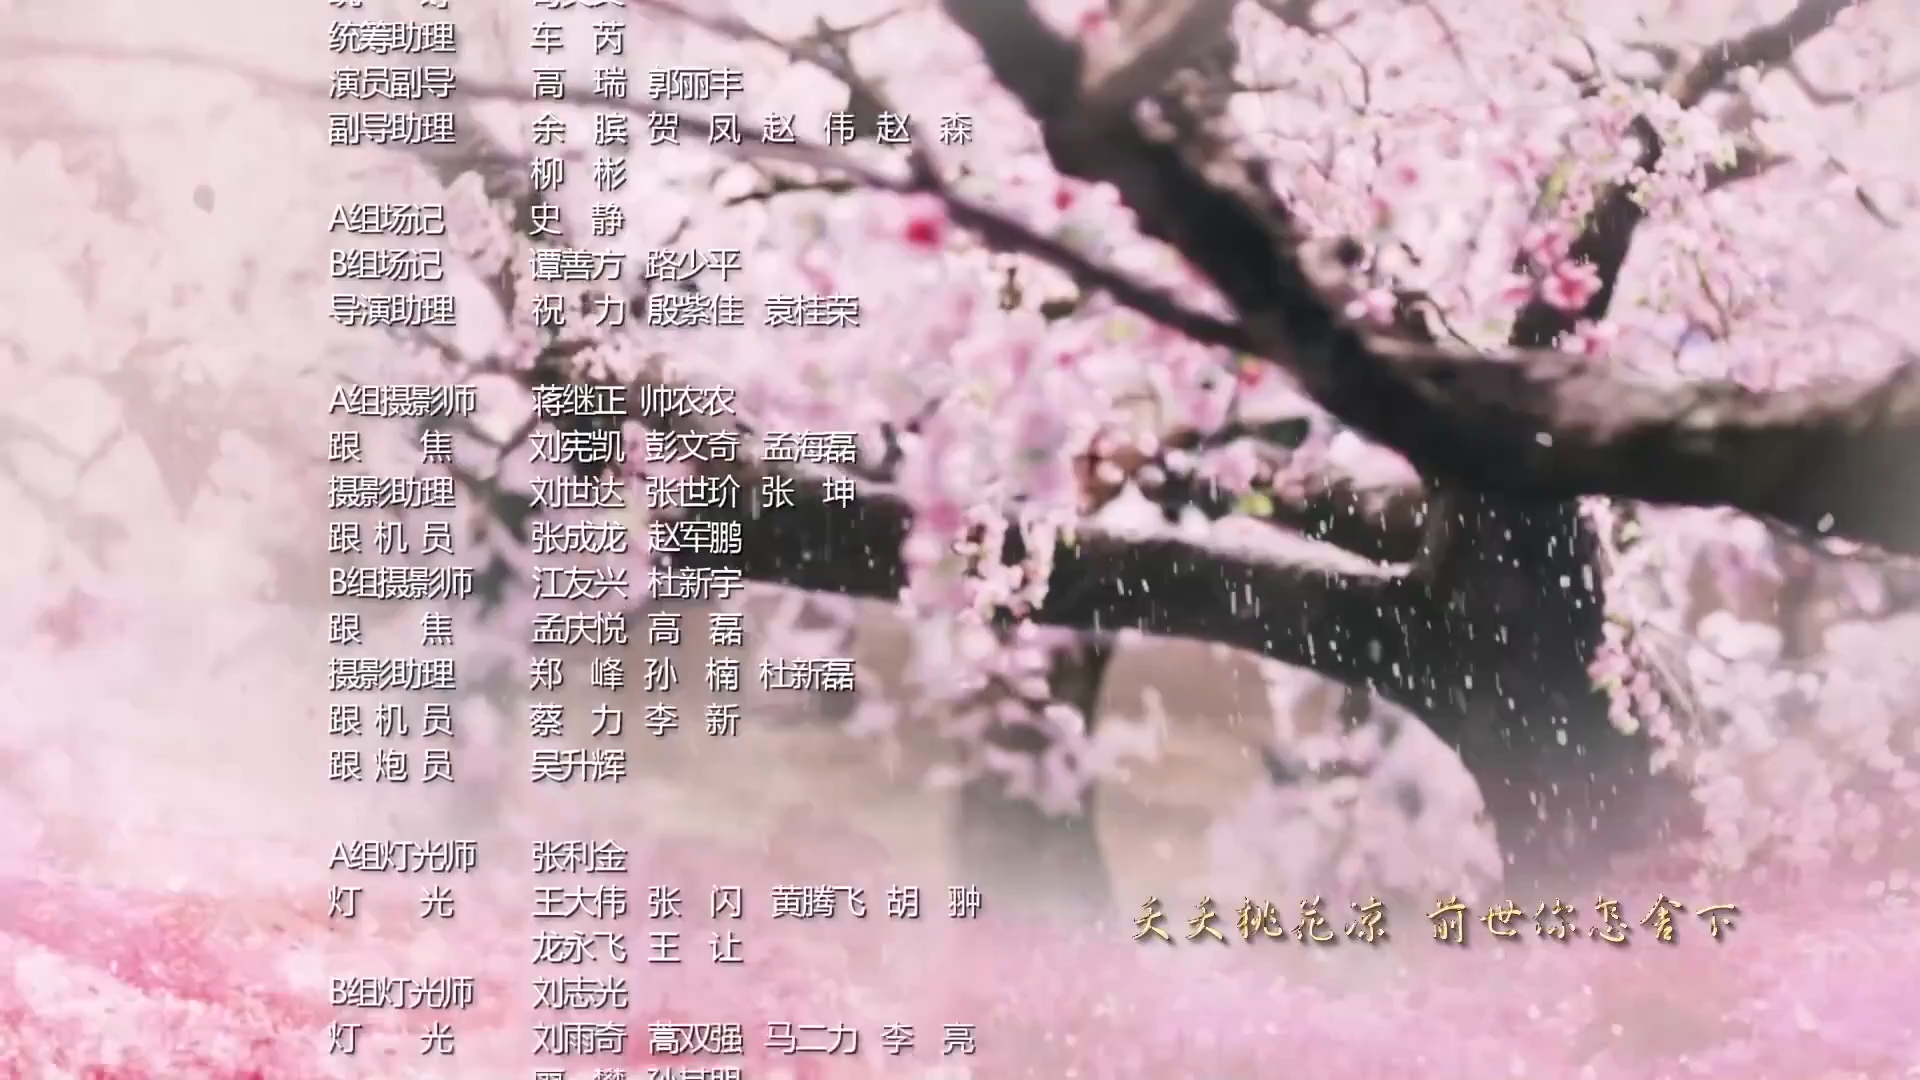 统筹助理 车 芮
演员副导 高 瑞 郭丽丰
副导助理 余 膑 贺 凤 赵 伟 赵 森
柳 彬
A组场记 史 静
B组场记 谭善方 路少平
导演助理 祝 力 殷紫佳 袁桂荣
A组摄影师 蒋继正 帅农农
跟 焦 刘宪凯 彭文奇 孟海磊
摄影助理 刘世达 张世玠 张 坤
跟 机 员 张成龙 赵军鹏
B组摄影师 江友兴 杜新宇
跟 焦 孟庆悦 高 磊
摄影助理 郑 峰 孙 楠 杜新磊
跟 机 员 蔡 力 李 新
跟 炮 员 吴升辉
A组灯光师 张利金
灯 光 王大伟 张 闪 黄腾飞 胡 翀
龙永飞 王 让
夭夭桃花凉 前世你怎舍下
B组灯光师 刘志光
灯 光 刘雨奇 蒿双强 马二力 李 亮